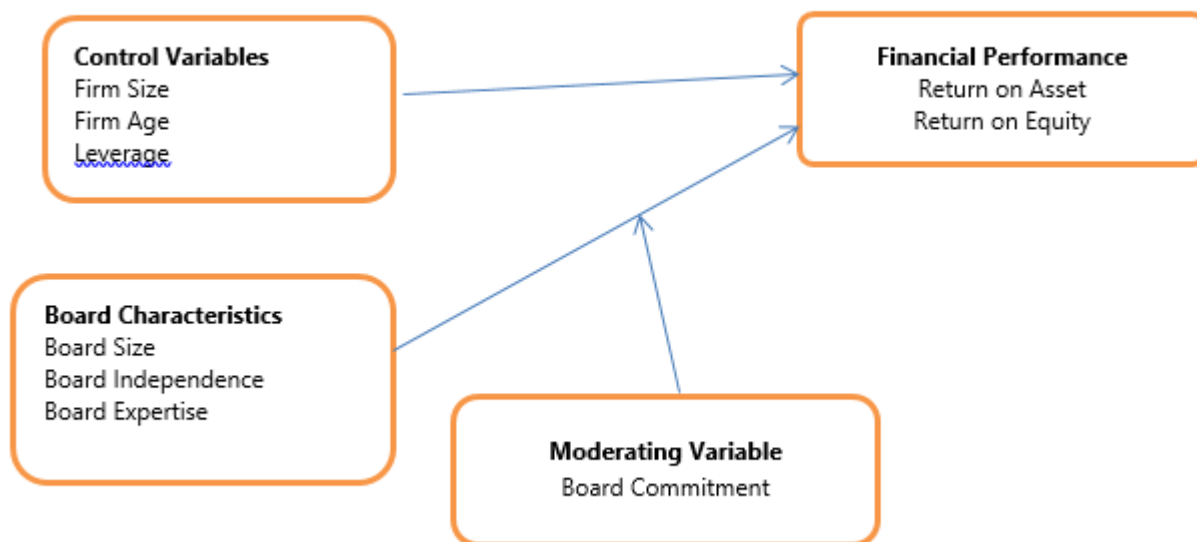 Control Variables
Firm Size
Firm Age
Leverage
Financial Performance
Return on Asset
Return on Equity
Board Characteristics
Board Size
Board Independence
Board Expertise
Moderating Variable
Board Commitment